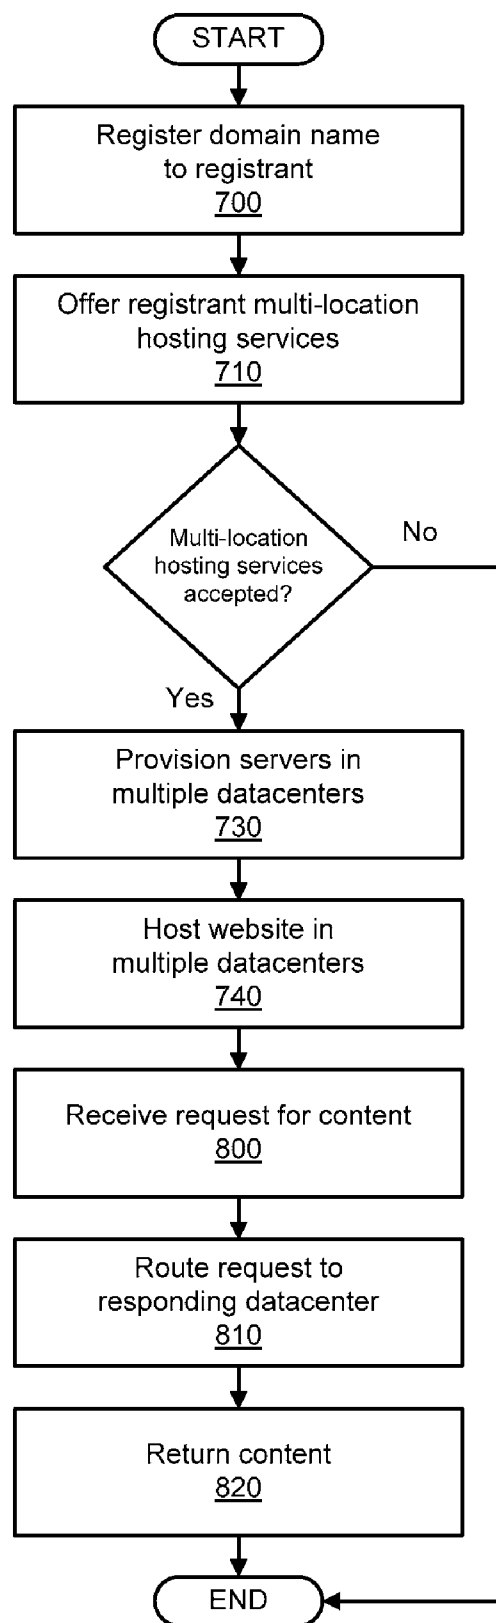 START
Register domain name
to registrant
700
Offer registrant multi-location
hosting services
710
Multi-location
hosting services
accepted?
No
Yes
Provision servers in
multiple datacenters
730
Host website in
multiple datacenters
740
Receive request for content
800
Route request to
responding datacenter
810
Return content
820
END